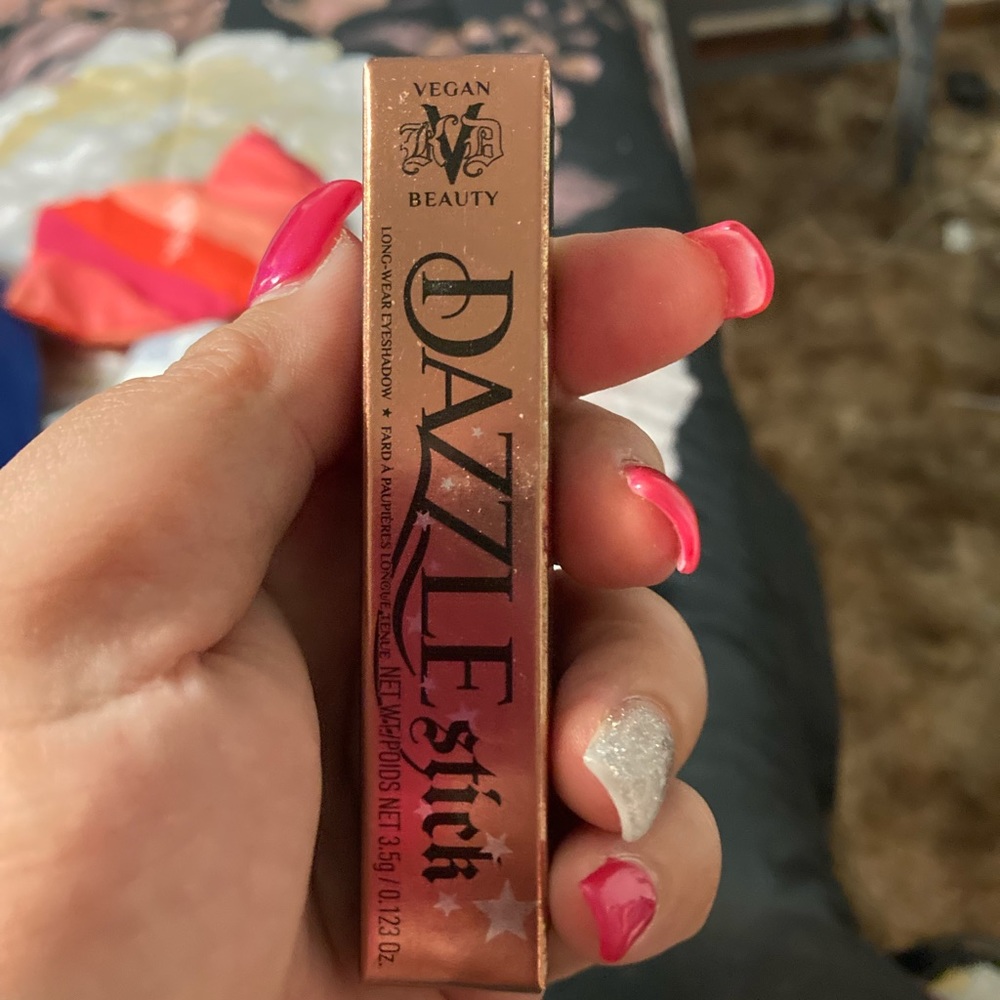 VEGAN
KVD
BEAUTY
DAZZLE stick
LONG-WEAR EYESHADOW ★ FARD À PAUPIÈRES LONGUE TENUE
NET WT./POIDS NET 3.5g / 0.123 Oz.